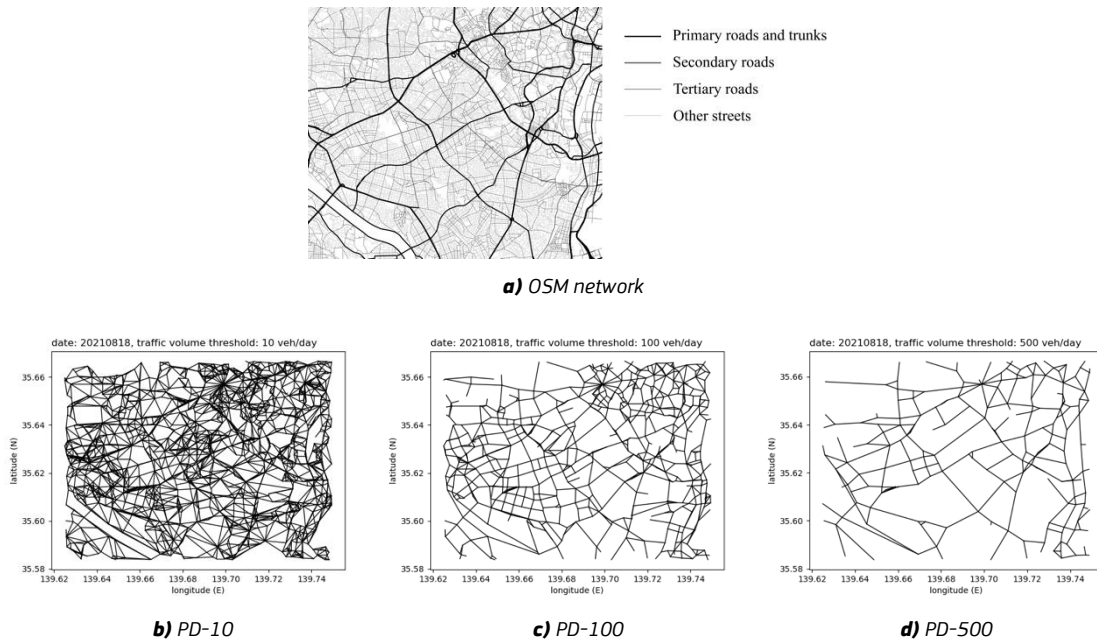 Primary roads and trunks
Secondary roads
Tertiary roads
Other streets
a) OSM network
date: 20210818, traffic volume threshold: 10 veh/day
35.66
35.64
35.62
35.60
35.58
latitude (N)
139.62 139.64 139.66 139.68 139.70 139.72 139.74
longitude (E)
b) PD-10
date: 20210818, traffic volume threshold: 100 veh/day
35.66
35.64
35.62
35.60
35.58
latitude (N)
139.62 139.64 139.66 139.68 139.70 139.72 139.74
longitude (E)
c) PD-100
date: 20210818, traffic volume threshold: 500 veh/day
35.66
35.64
35.62
35.60
35.58
latitude (N)
139.62 139.64 139.66 139.68 139.70 139.72 139.74
longitude (E)
d) PD-500